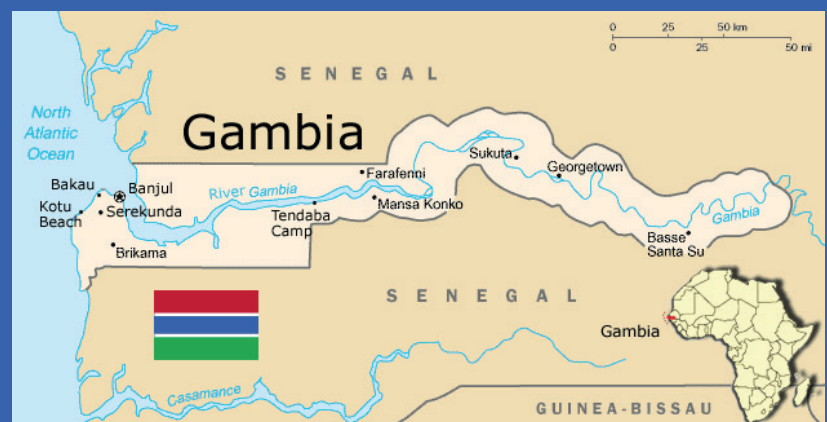 0 25 50 km
0 25 50 mi
SENEGAL
North
Atlantic
Ocean
Gambia
Sukuta
Georgetown
Farafenni
Bakau
Banjul
River Gambia
Kotu
Beach
Serekunda
Tendaba
Camp
Mansa Konko
Gambia
Brikama
Basse
Santa Su
SENEGAL
Gambia
Casamance
GUINEA-BISSAU